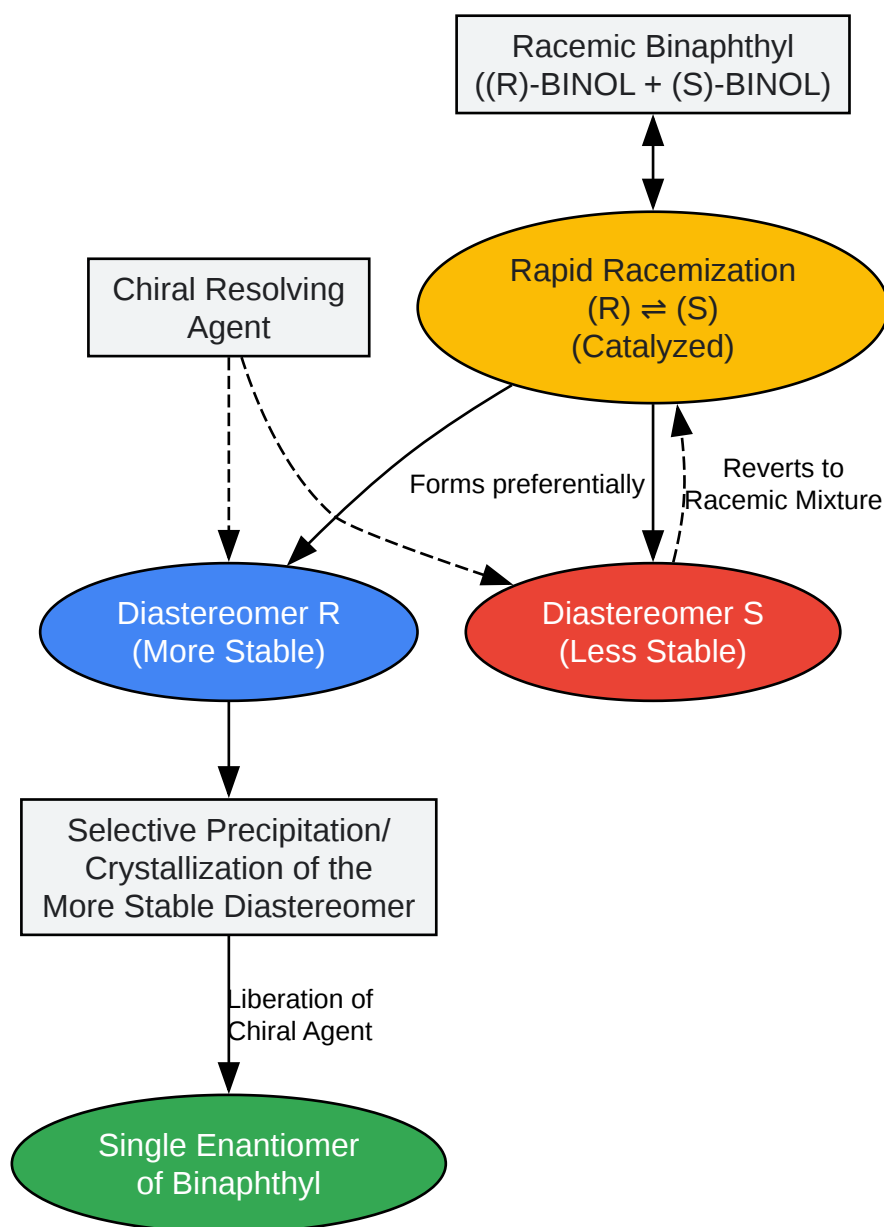 Racemic Binaphthyl
((R)-BINOL + (S)-BINOL)
Rapid Racemization
(R) ⇌ (S)
(Catalyzed)
Chiral Resolving
Agent
Forms preferentially
Reverts to
Racemic Mixture
Diastereomer R
(More Stable)
Diastereomer S
(Less Stable)
Selective Precipitation/
Crystallization of the
More Stable Diastereomer
Liberation of
Chiral Agent
Single Enantiomer
of Binaphthyl